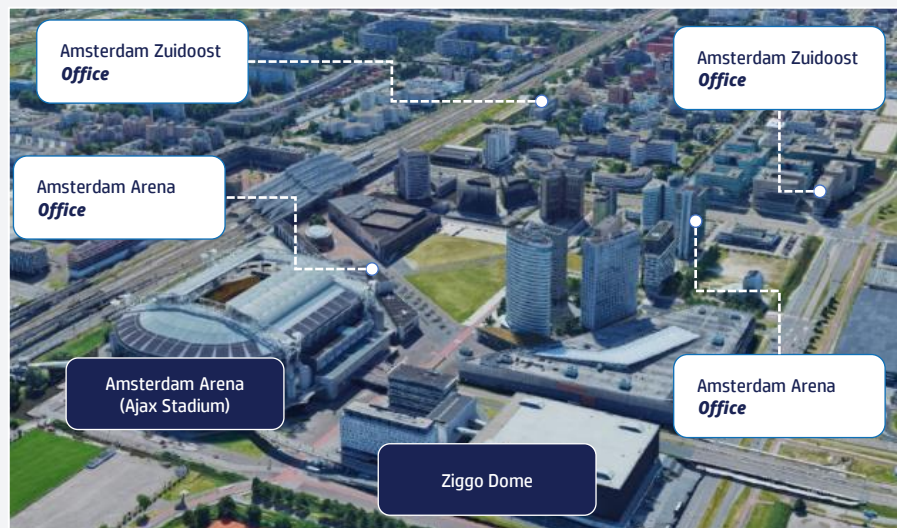 Amsterdam Zuidoost
Office
Amsterdam Zuidoost
Office
Amsterdam Arena
Office
Amsterdam Arena
(Ajax Stadium)
Amsterdam Arena
Office
Ziggo Dome